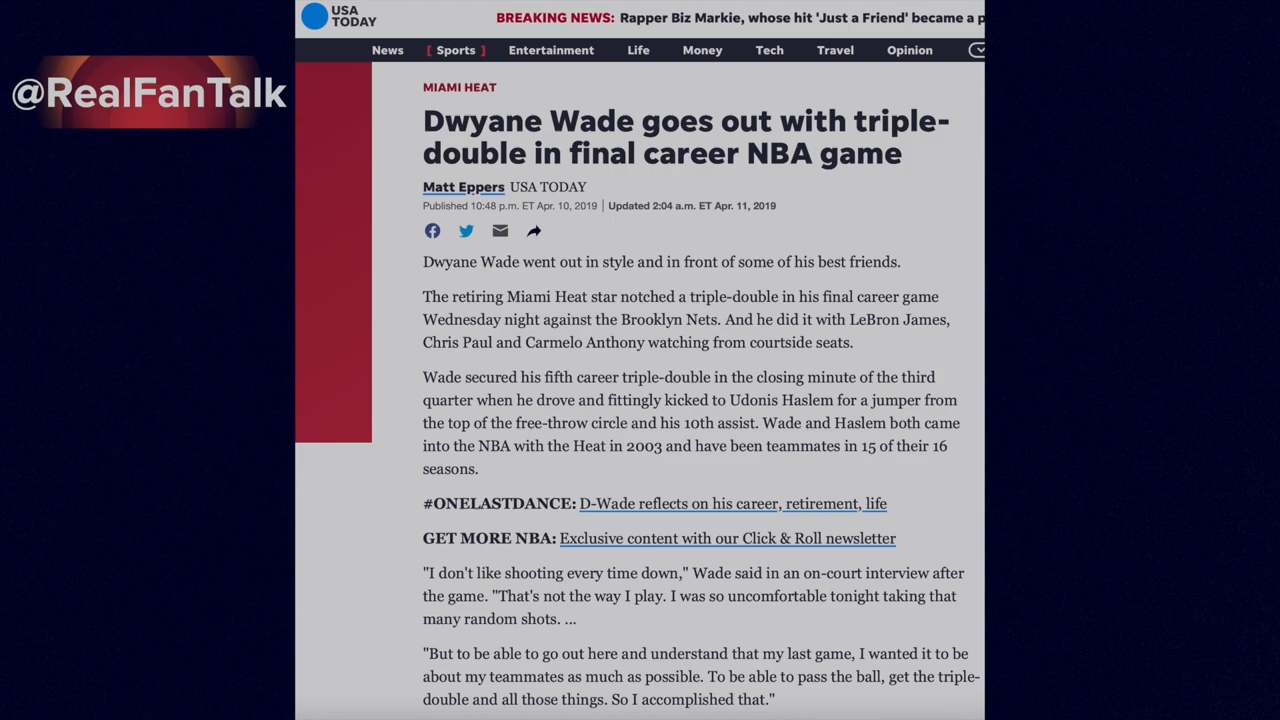 USA
TODAY
BREAKING NEWS: Rapper Biz Markie, whose hit 'Just a Friend' became a p
News [ Sports ] Entertainment Life Money Tech Travel Opinion
@RealFanTalk
MIAMI HEAT
Dwyane Wade goes out with triple-
double in final career NBA game
Matt Eppers USA TODAY
Published 10:48 p.m. ET Apr. 10, 2019 | Updated 2:04 a.m. ET Apr. 11, 2019
Dwyane Wade went out in style and in front of some of his best friends.
The retiring Miami Heat star notched a triple-double in his final career game
Wednesday night against the Brooklyn Nets. And he did it with LeBron James,
Chris Paul and Carmelo Anthony watching from courtside seats.
Wade secured his fifth career triple-double in the closing minute of the third
quarter when he drove and fittingly kicked to Udonis Haslem for a jumper from
the top of the free-throw circle and his 10th assist. Wade and Haslem both came
into the NBA with the Heat in 2003 and have been teammates in 15 of their 16
seasons.
#ONELASTDANCE: D-Wade reflects on his career, retirement, life
GET MORE NBA: Exclusive content with our Click & Roll newsletter
"I don't like shooting every time down," Wade said in an on-court interview after
the game. "That's not the way I play. I was so uncomfortable tonight taking that
many random shots. ...
"But to be able to go out here and understand that my last game, I wanted it to be
about my teammates as much as possible. To be able to pass the ball, get the triple-
double and all those things. So I accomplished that."